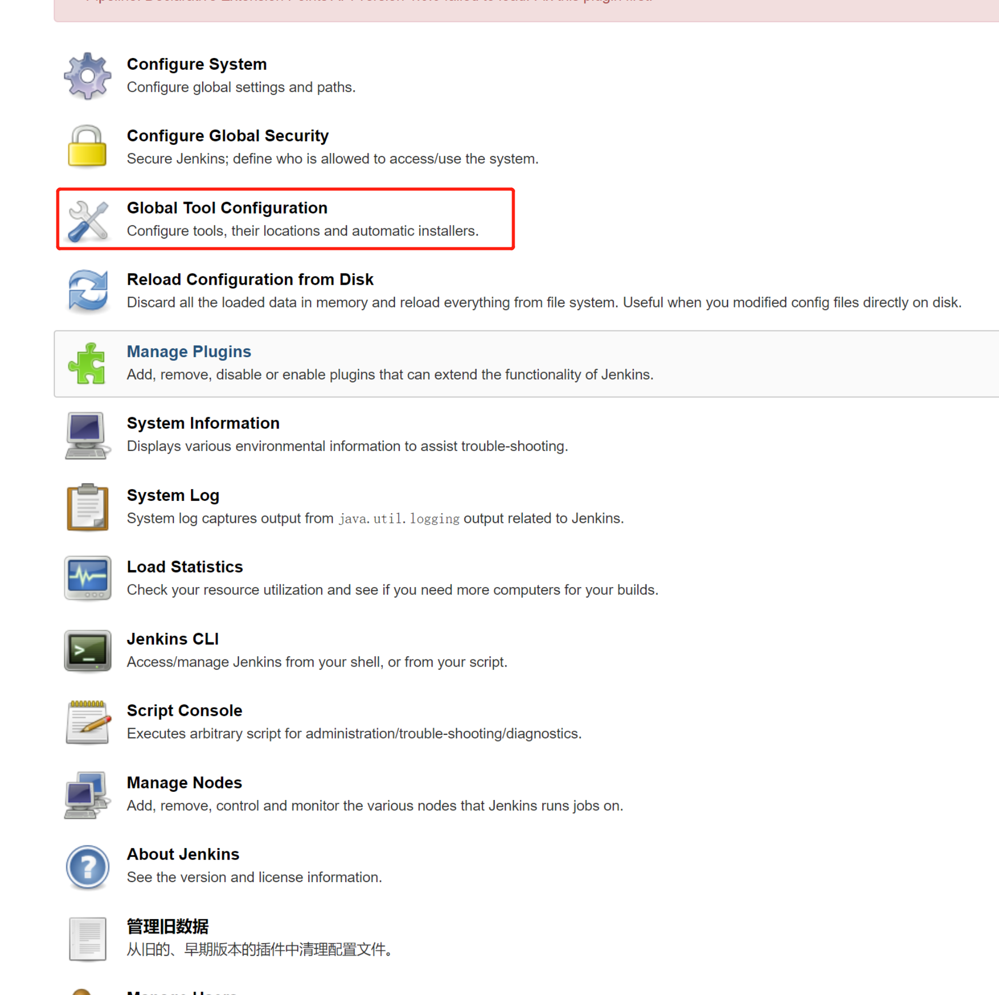 Configure System
Configure global settings and paths.
Configure Global Security
Secure Jenkins; define who is allowed to access/use the system.
Global Tool Configuration
Configure tools, their locations and automatic installers.
Reload Configuration from Disk
Discard all the loaded data in memory and reload everything from file system. Useful when you modified config files directly on disk.
Manage Plugins
Add, remove, disable or enable plugins that can extend the functionality of Jenkins.
System Information
Displays various environmental information to assist trouble-shooting.
System Log
System log captures output from java.util.logging output related to Jenkins.
Load Statistics
Check your resource utilization and see if you need more computers for your builds.
Jenkins CLI
Access/manage Jenkins from your shell, or from your script.
Script Console
Executes arbitrary script for administration/trouble-shooting/diagnostics.
Manage Nodes
Add, remove, control and monitor the various nodes that Jenkins runs jobs on.
About Jenkins
See the version and license information.
管理旧数据
从旧的、早期版本的插件中清理配置文件。
Manage Users